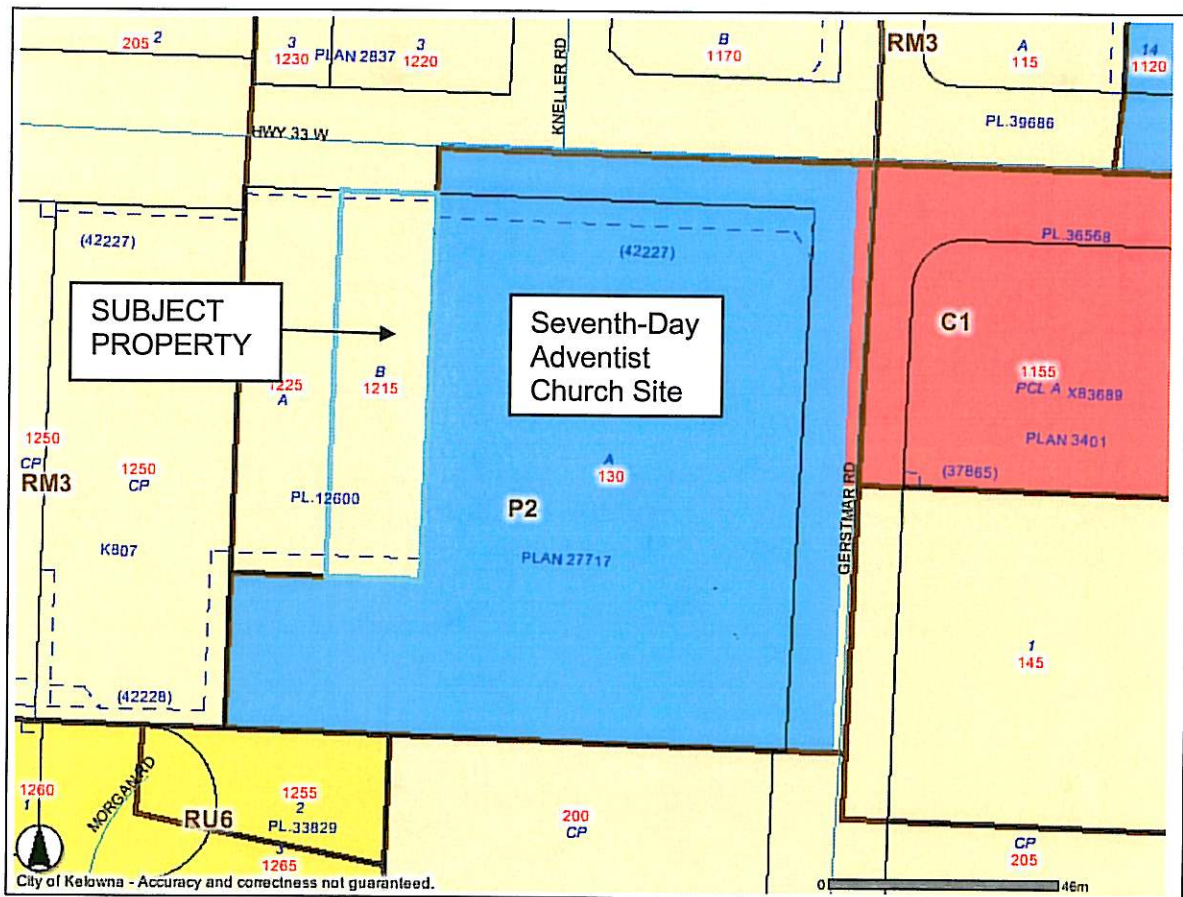 205 2
3
1230
PLAN 2837
3
1220
B
1170
RM3
A
115
14
1120
KNELLER RD
PL.39686
HWY 33 W
(42227)
(42227)
PL.36568
SUBJECT
PROPERTY
Seventh-Day
Adventist
Church Site
C1
1225
A
B
1215
1155
PCL A X83689
PLAN 3401
1250
CP
RM3
1250
CP
A
130
(37865)
PL.12600
P2
K807
PLAN 27717
GERSTMAR RD
1
145
(42228)
1260
1
MORGAN RD
1255
2
PL.33829
RU6
3
1265
200
CP
CP
205
City of Kelowna - Accuracy and correctness not guaranteed.
0
46m